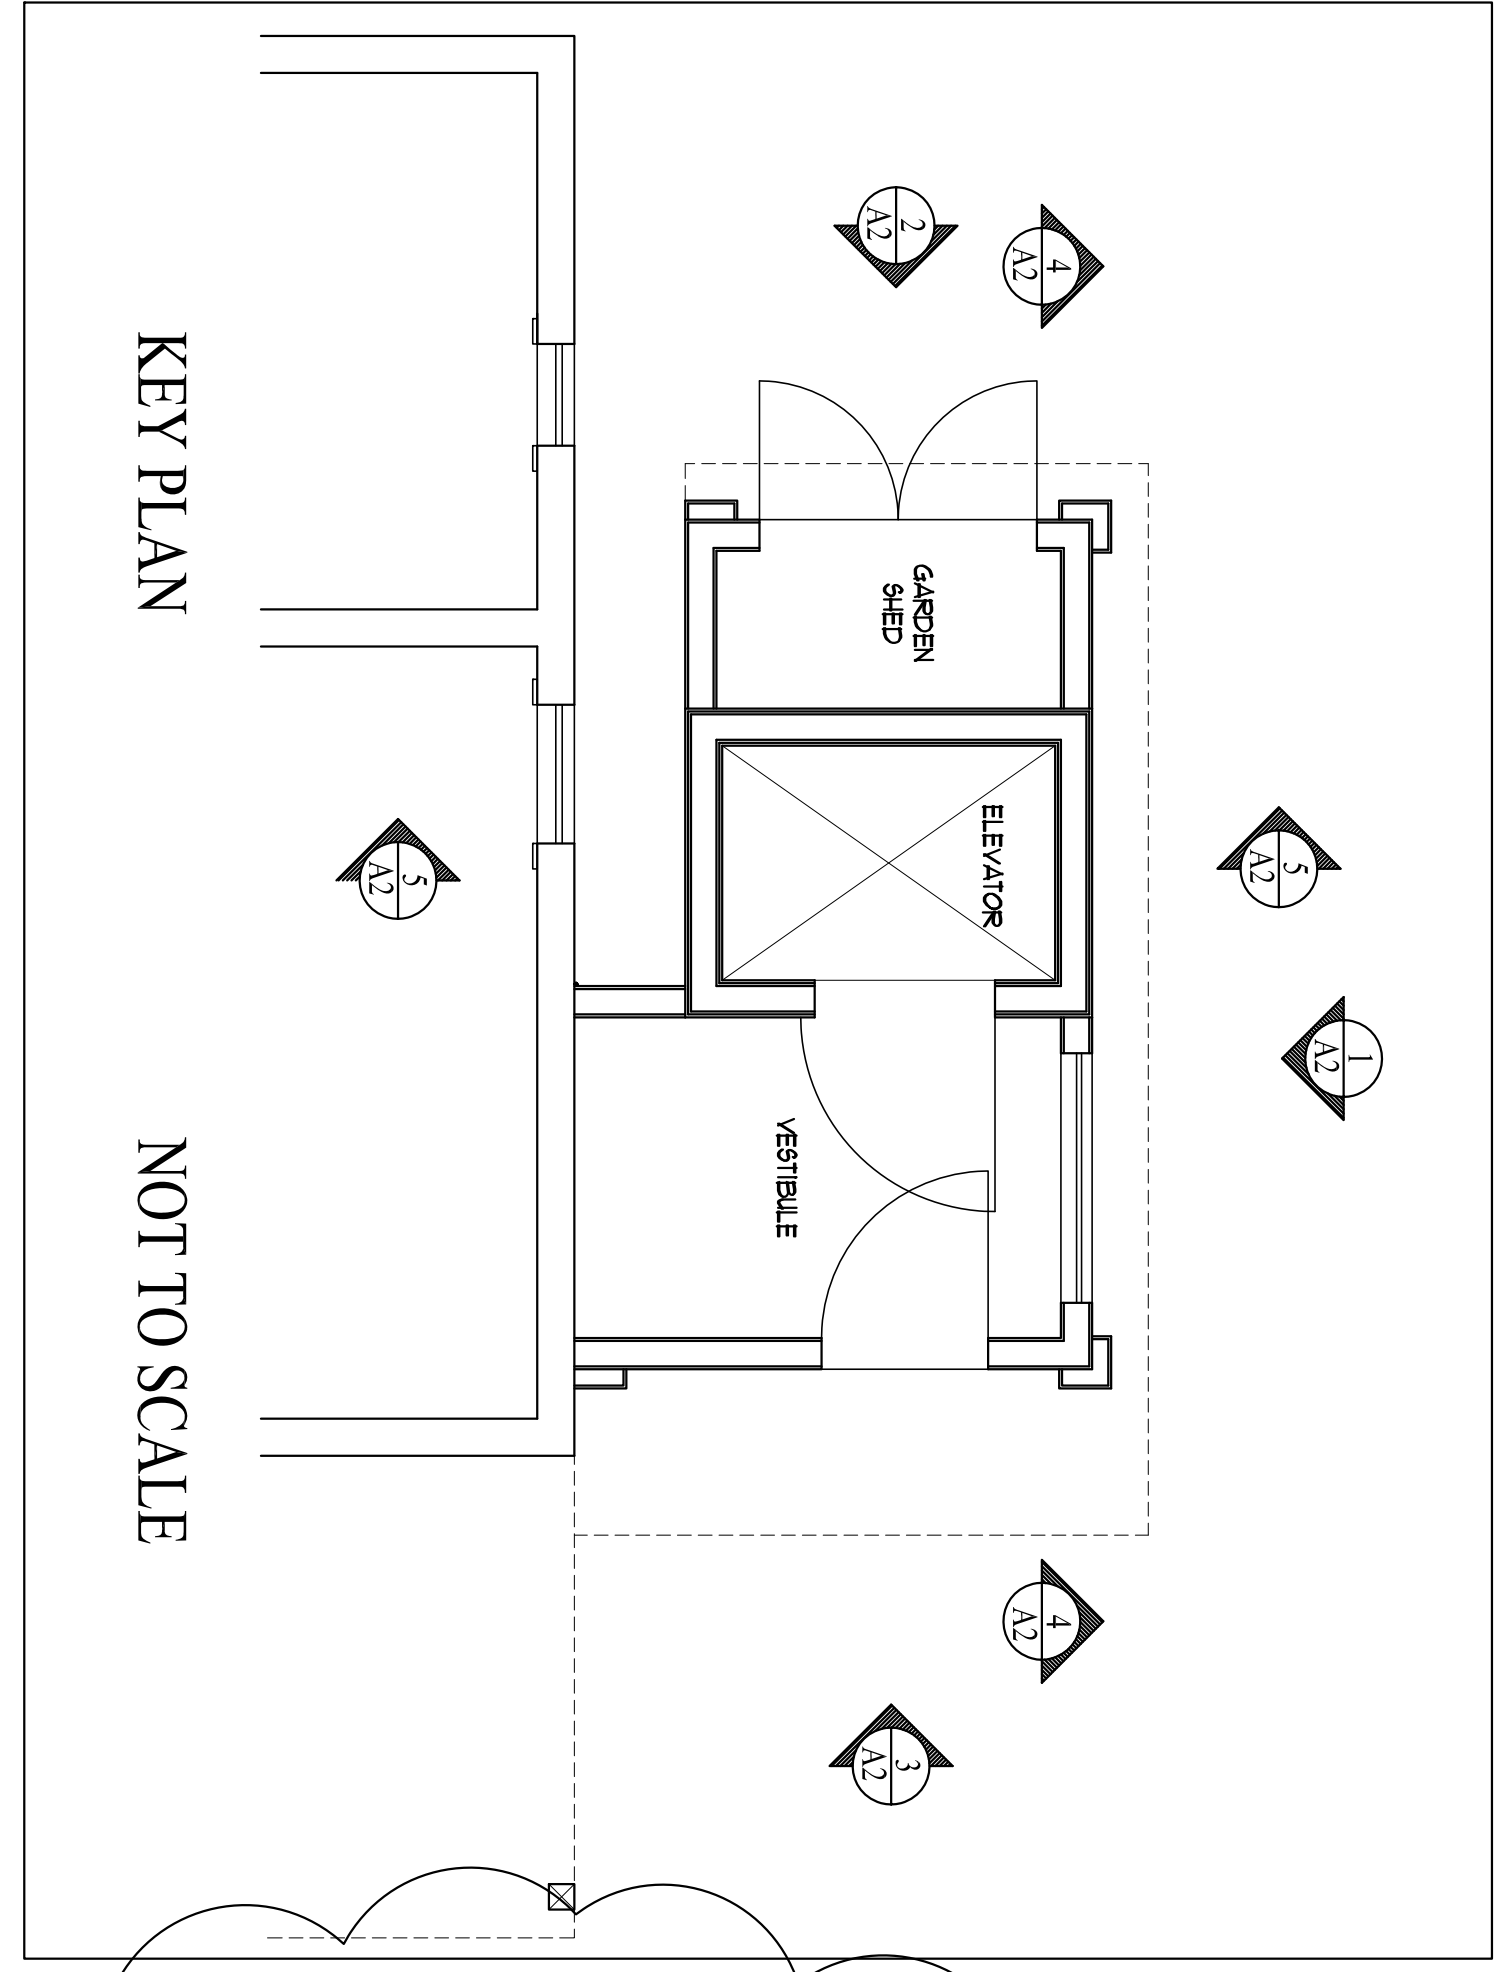 1
A2
5
A2
4
A2
4
A2
ELEVATOR
GARDEN
SHED
2
A2
3
A2
VESTIBULE
5
A2
KEY PLAN
NOT TO SCALE